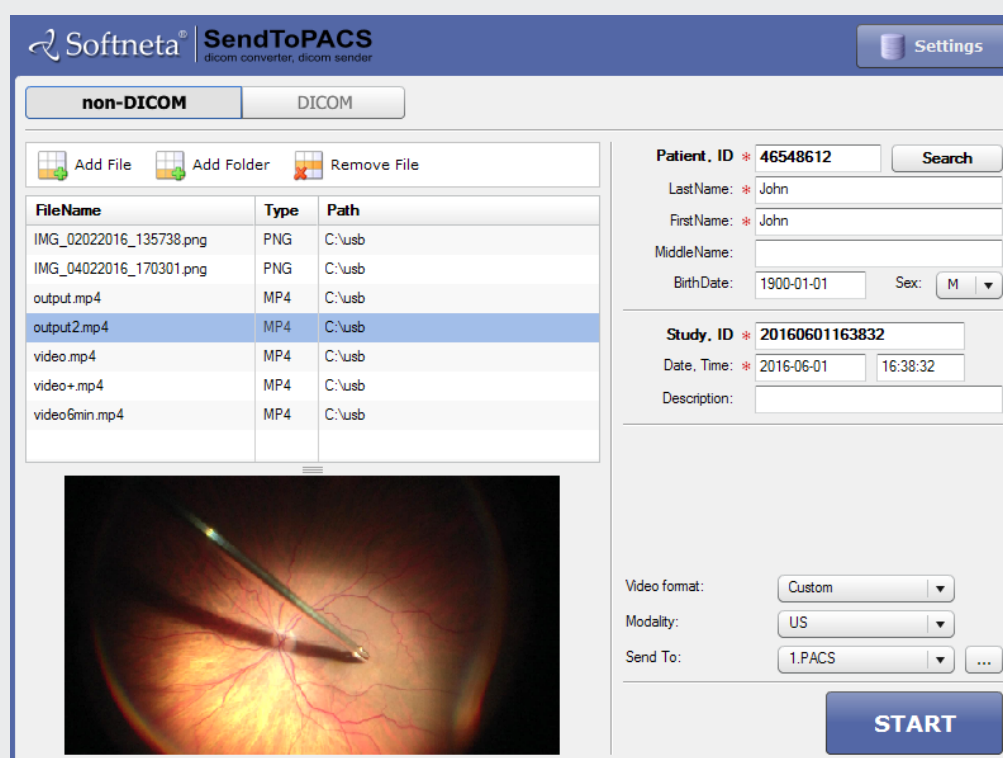 Softneta® SendToPACS
dicom converter, dicom sender
Settings
non-DICOM DICOM
Add File Add Folder Remove File
FileName Type Path
IMG_02022016_135738.png PNG C:\usb
IMG_04022016_170301.png PNG C:\usb
output.mp4 MP4 C:\usb
output2.mp4 MP4 C:\usb
video.mp4 MP4 C:\usb
video+.mp4 MP4 C:\usb
video6min.mp4 MP4 C:\usb
Patient, ID * 46548612 Search
LastName: * John
FirstName: * John
MiddleName:
BirthDate: 1900-01-01 Sex: M
Study, ID * 20160601163832
Date, Time: * 2016-06-01 16:38:32
Description:
Video format: Custom
Modality: US
Send To: 1.PACS ...
START